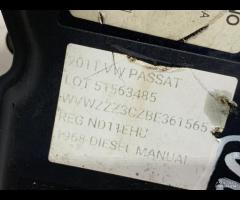 2011 VW PASSAT
LOT 51563485
WVWZZZ3CZBE361565
REG ND11EHU
1968 DIESEL MANUAL